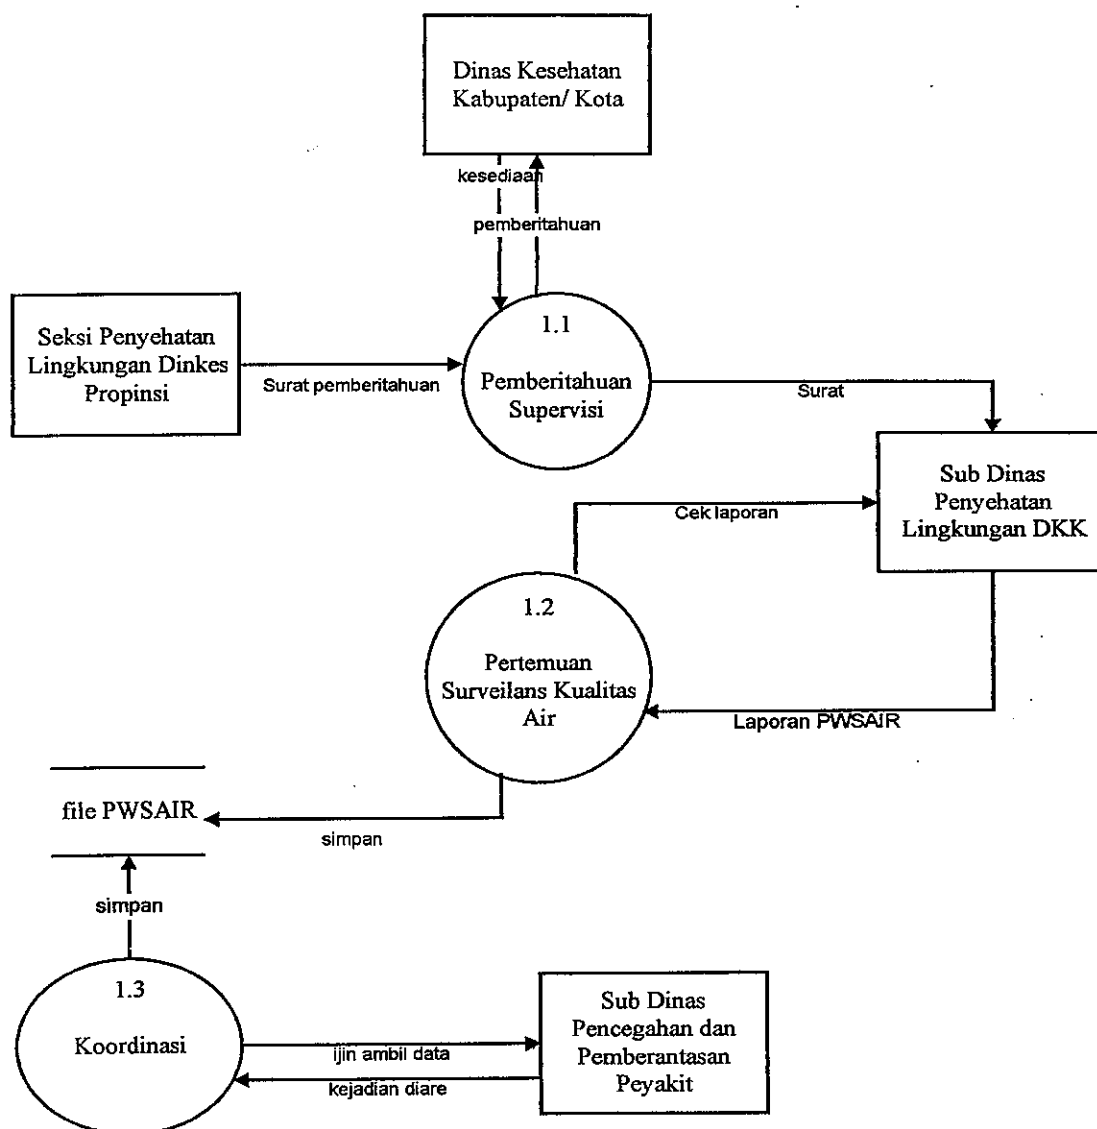 Dinas Kesehatan
Kabupaten/ Kota
kesediaan
pemberitahuan
Seksi Penyehatan
Lingkungan Dinkes
Propinsi
Surat pemberitahuan
1.1
Pemberitahuan
Supervisi
Surat
Sub Dinas
Penyehatan
Lingkungan DKK
Cek laporan
1.2
Pertemuan
Surveilans Kualitas
Air
Laporan PWSAIR
file PWSAIR
simpan
simpan
1.3
Koordinasi
ijin ambil data
kejadian diare
Sub Dinas
Pencegahan dan
Pemberantasan
Peyakit